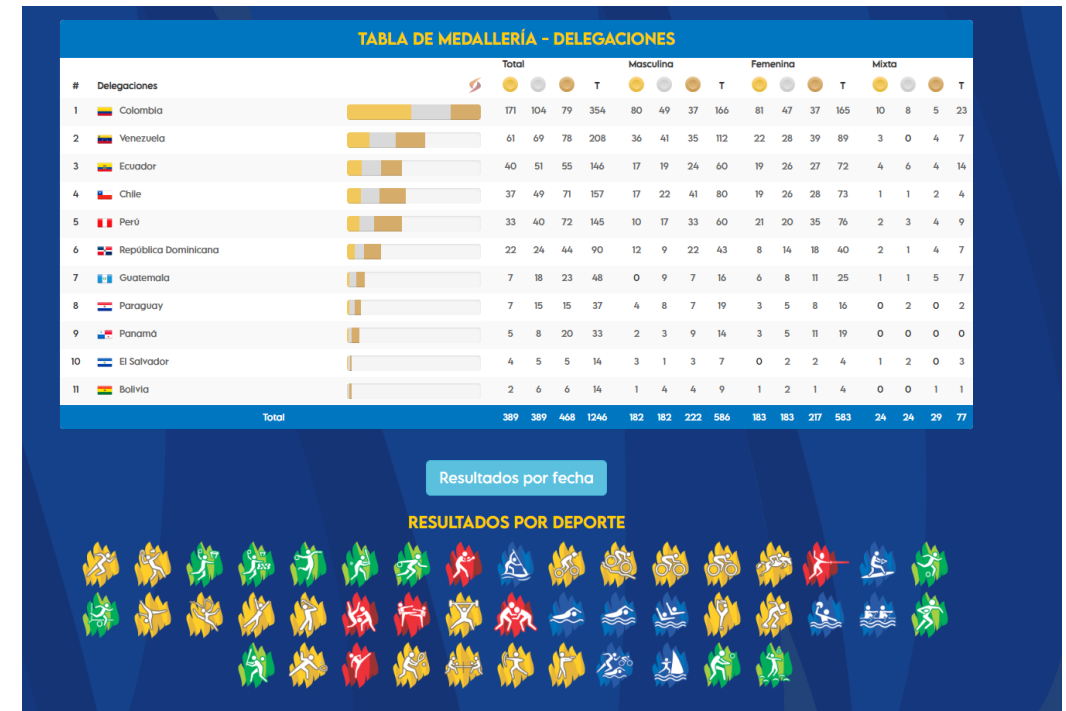 TABLA DE MEDALLERÍA - DELEGACIONES
Total Masculina Femenina Mixta
# Delegaciones T T T T
1 Colombia 171 104 79 354 80 49 37 166 81 47 37 165 10 8 5 23
2 Venezuela 61 69 78 208 36 41 35 112 22 28 39 89 3 0 4 7
3 Ecuador 40 51 55 146 17 19 24 60 19 26 27 72 4 6 4 14
4 Chile 37 49 71 157 17 22 41 80 19 26 28 73 1 1 2 4
5 Perú 33 40 72 145 10 17 33 60 21 20 35 76 2 3 4 9
6 República Dominicana 22 24 44 90 12 9 22 43 8 14 18 40 2 1 4 7
7 Guatemala 7 18 23 48 0 9 7 16 6 8 11 25 1 1 5 7
8 Paraguay 7 15 15 37 4 8 7 19 3 5 8 16 0 2 0 2
9 Panamá 5 8 20 33 2 3 9 14 3 5 11 19 0 0 0 0
10 El Salvador 4 5 5 14 3 1 3 7 0 2 2 4 1 2 0 3
11 Bolivia 2 6 6 14 1 4 4 9 1 2 1 4 0 0 1 1
Total 389 389 468 1246 182 182 222 586 183 183 217 583 24 24 29 77
Resultados por fecha
RESULTADOS POR DEPORTE
3X3